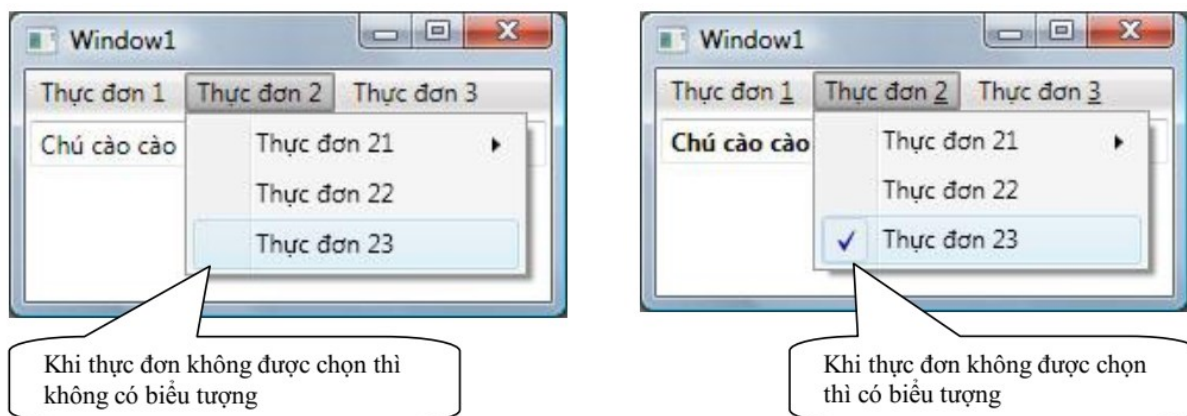 Window1
Thực đơn 1 Thực đơn 2 Thực đơn 3
Chú cào cào
Thực đơn 21
Thực đơn 22
Thực đơn 23
Khi thực đơn không được chọn thì
không có biểu tượng
Window1
Thực đơn 1 Thực đơn 2 Thực đơn 3
Chú cào cào
Thực đơn 21
Thực đơn 22
Thực đơn 23
Khi thực đơn không được chọn
thì có biểu tượng